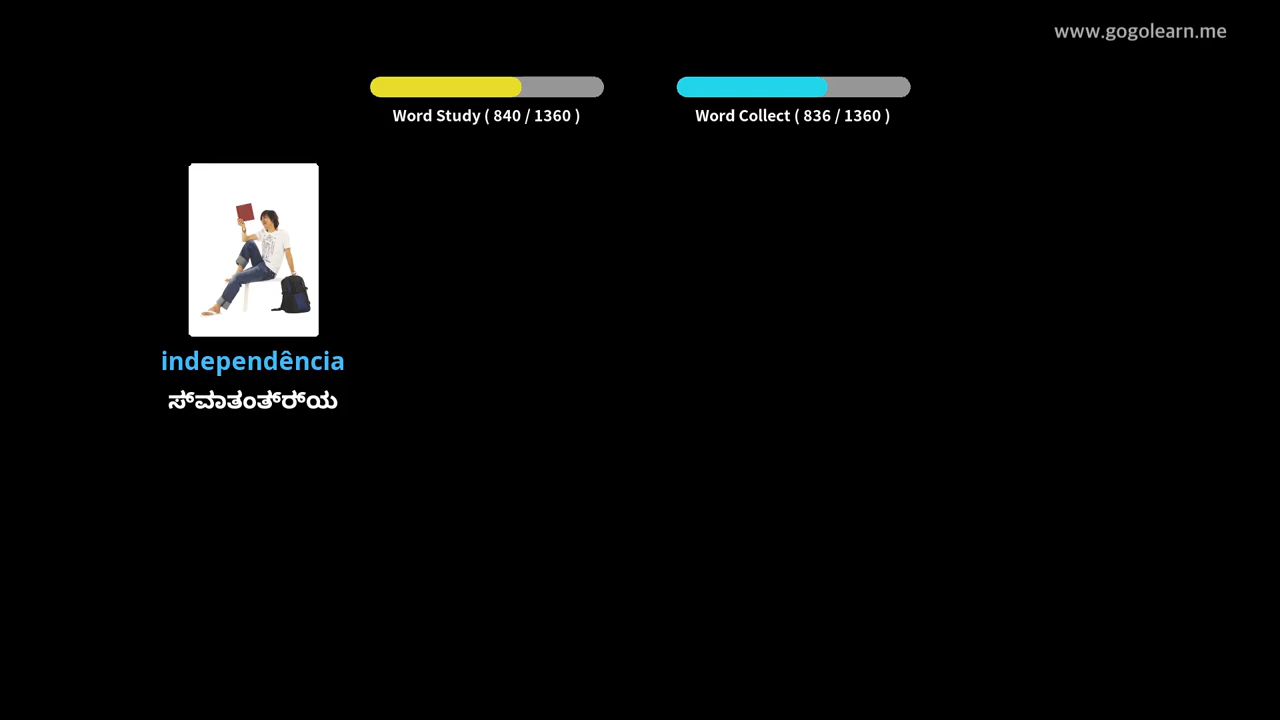 www.gogolearn.me
Word Study ( 840 / 1360 )
Word Collect ( 836 / 1360 )
independência
ಸ್‌ವಾತಂತ್‌ರ್‌ಯ